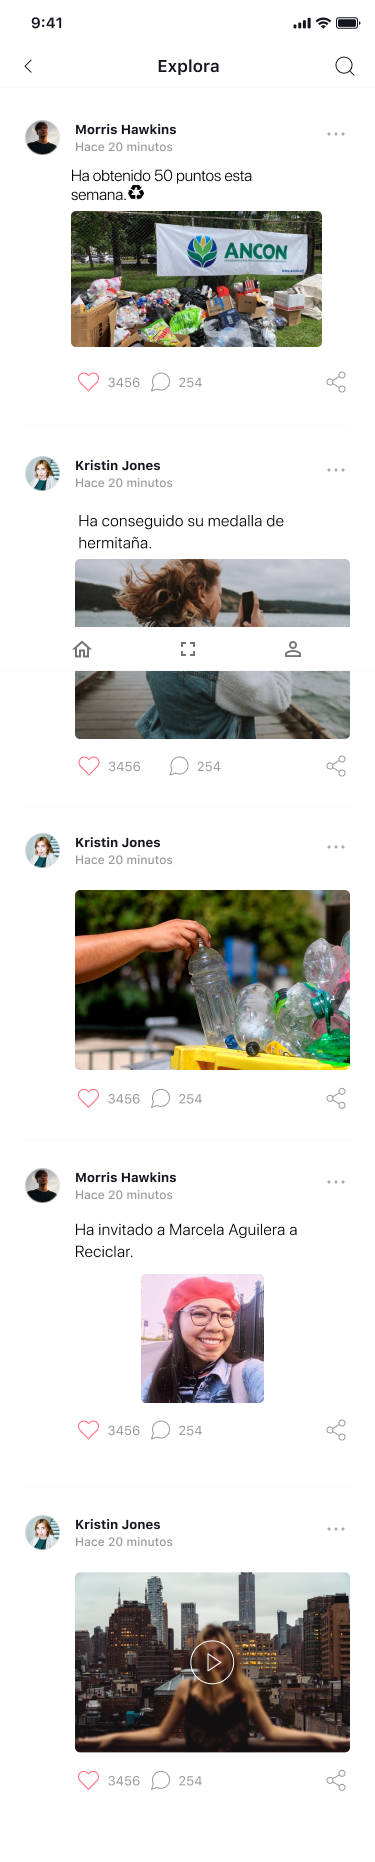 9:41
Explora
Morris Hawkins
Hace 20 minutos
Ha obtenido 50 puntos esta
semana.
ANCON
3456 254
Kristin Jones
Hace 20 minutos
Ha conseguido su medalla de
hermitaña.
3456 254
Kristin Jones
Hace 20 minutos
3456 254
Morris Hawkins
Hace 20 minutos
Ha invitado a Marcela Aguilera a
Reciclar.
3456 254
Kristin Jones
Hace 20 minutos
3456 254